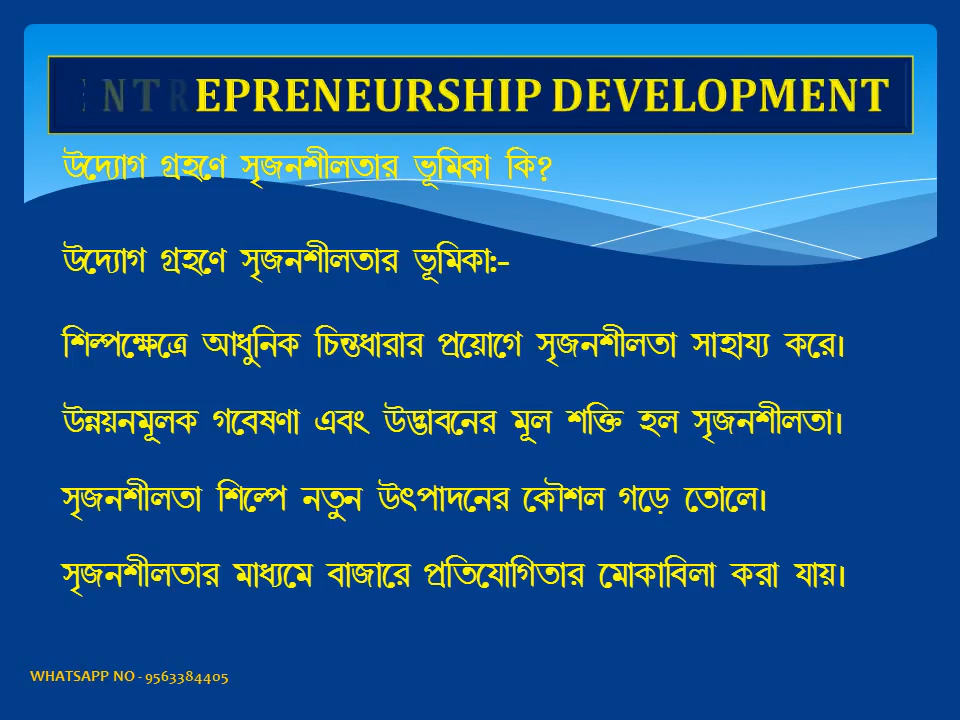 ENTREPRENEURSHIP DEVELOPMENT
উদ্যোগ গ্রহণে সৃজনশীলতার ভূমিকা কি?
উদ্যোগ গ্রহণে সৃজনশীলতার ভূমিকা:-
শিল্পক্ষেত্রে আধুনিক চিন্তধারার প্রয়োগে সৃজনশীলতা সাহায্য করে।
উন্নয়নমূলক গবেষণা এবং উদ্ভাবনের মূল শক্তি হল সৃজনশীলতা।
সৃজনশীলতা শিল্পে নতুন উৎপাদনের কৌশল গড়ে তোলে।
সৃজনশীলতার মাধ্যমে বাজারে প্রতিযোগিতার মোকাবিলা করা যায়।
WHATSAPP NO - 9563384405